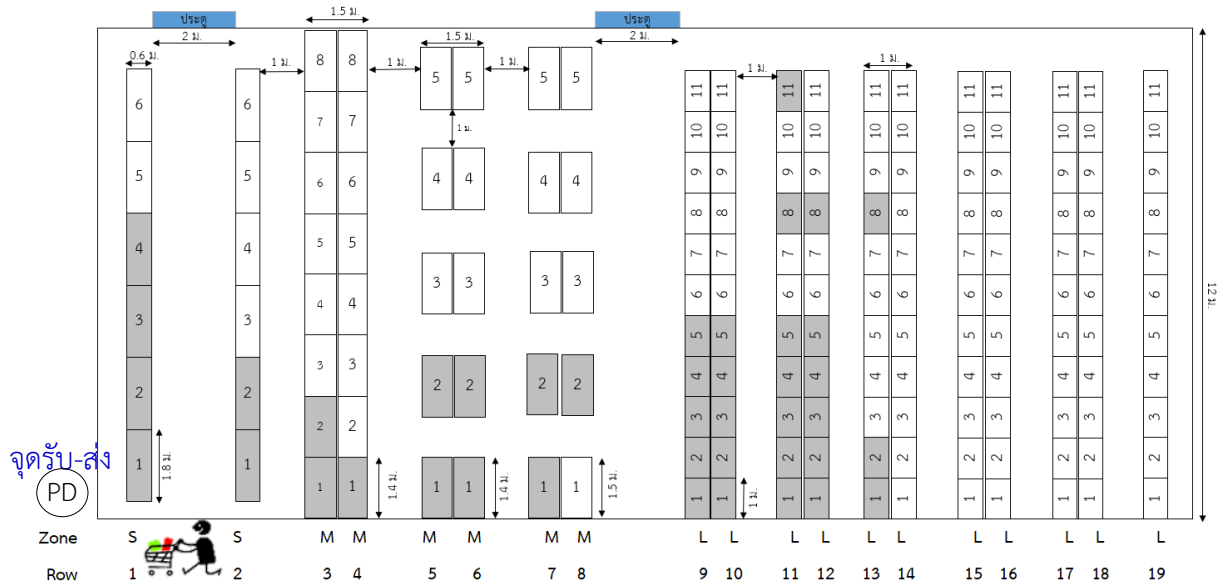 ประตู ประตู
2 ม. 1.5 ม. 2 ม.
0.6 ม. 1 ม. 1 ม. 1.5 ม. 1 ม. 1 ม. 1 ม.
1 ม.
12 ม.
6 6 8 8 5 5 5 5 11 11 11 11 11 11 11 11 11 11 11
5 5 7 7 4 4 4 4 10 10 10 10 10 10 10 10 10 10 10
4 4 6 6 3 3 3 3 9 9 9 9 9 9 9 9 9 9 9
3 3 5 5 2 2 2 2 8 8 8 8 8 8 8 8 8 8 8
2 2 4 4 1 1 1 1 7 7 7 7 7 7 7 7 7 7 7
1 1 3 3 6 6 6 6 6 6 6 6 6 6 6
2 2 5 5 5 5 5 5 5 5 5 5 5
1 1 4 4 4 4 4 4 4 4 4 4 4
3 3 3 3 3 3 3 3 3 3 3
2 2 2 2 2 2 2 2 2 2 2
1 1 1 1 1 1 1 1 1 1 1
1.8 ม. 1.4 ม. 1.4 ม. 1.5 ม. 1 ม.
จุดรับ-ส่ง
PD
Zone S S M M M M M M L L L L L L L L L L L
Row 1 2 3 4 5 6 7 8 9 10 11 12 13 14 15 16 17 18 19